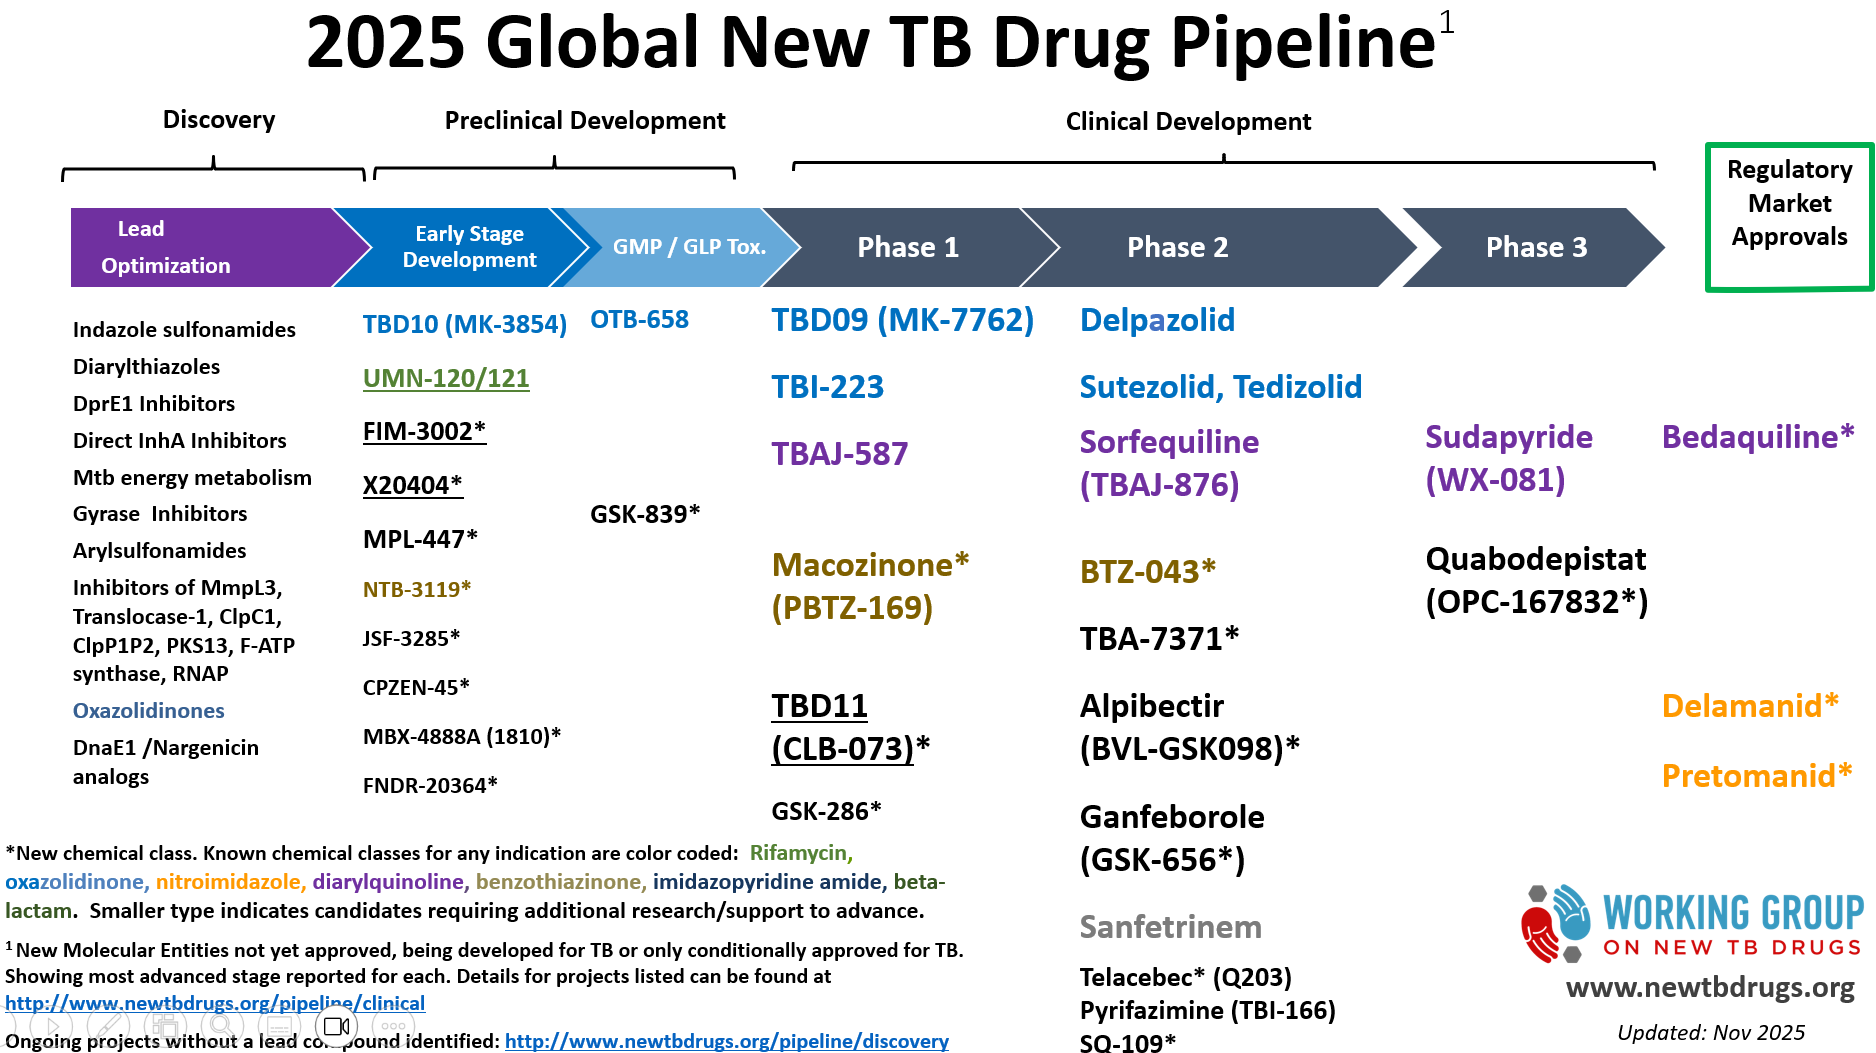 2025 Global New TB Drug Pipeline1
Discovery
Preclinical Development
Clinical Development
Regulatory
Market
Approvals
Lead
Optimization
Early Stage
Development
GMP / GLP Tox.
Phase 1
Phase 2
Phase 3
Indazole sulfonamides
Diarylthiazoles
DprE1 Inhibitors
Direct InhA Inhibitors
Mtb energy metabolism
Gyrase Inhibitors
Arylsulfonamides
Inhibitors of MmpL3,
Translocase-1, ClpC1,
ClpP1P2, PKS13, F-ATP
synthase, RNAP
Oxazolidinones
DnaE1 /Nargenicin
analogs
TBD10 (MK-3854)
UMN-120/121
FIM-3002*
X20404*
MPL-447*
NTB-3119*
JSF-3285*
CPZEN-45*
MBX-4888A (1810)*
FNDR-20364*
OTB-658
GSK-839*
TBD09 (MK-7762)
TBI-223
TBAJ-587
Macozinone*
(PBTZ-169)
TBD11
(CLB-073)*
GSK-286*
Delpazolid
Sutezolid, Tedizolid
Sorfequiline
(TBAJ-876)
BTZ-043*
TBA-7371*
Alpibectir
(BVL-GSK098)*
Ganfeborole
(GSK-656*)
Sanfetrinem
Telacebec* (Q203)
Pyrifazimine (TBI-166)
SQ-109*
Sudapyride
(WX-081)
Quabodepistat
(OPC-167832*)
Bedaquiline*
Delamanid*
Pretomanid*
*New chemical class. Known chemical classes for any indication are color coded: Rifamycin,
oxazolidinone, nitroimidazole, diarylquinoline, benzothiazinone, imidazopyridine amide, beta-
lactam. Smaller type indicates candidates requiring additional research/support to advance.
1 New Molecular Entities not yet approved, being developed for TB or only conditionally approved for TB.
Showing most advanced stage reported for each. Details for projects listed can be found at
http://www.newtbdrugs.org/pipeline/clinical
Ongoing projects without a lead compound identified: http://www.newtbdrugs.org/pipeline/discovery
WORKING GROUP
ON NEW TB DRUGS
www.newtbdrugs.org
Updated: Nov 2025